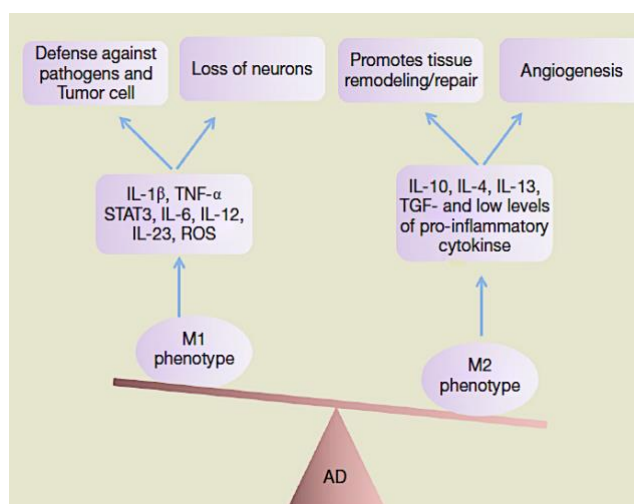 Defense against
pathogens and
Tumor cell
Loss of neurons
Promotes tissue
remodeling/repair
Angiogenesis
IL-1β, TNF-α
STAT3, IL-6, IL-12,
IL-23, ROS
IL-10, IL-4, IL-13,
TGF- and low levels
of pro-inflammatory
cytokinse
M1
phenotype
M2
phenotype
AD